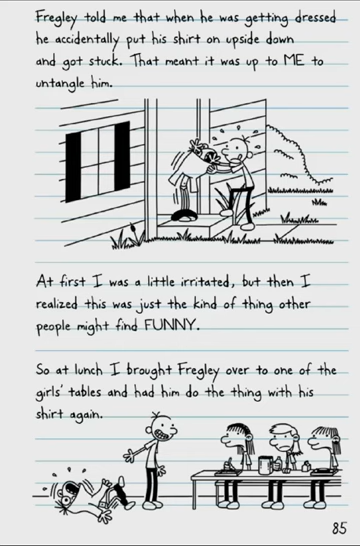 Fregley told me that when he was getting dressed
he accidentally put his shirt on upside down
and got stuck. That meant it was up to ME to
untangle him.
At first I was a little irritated, but then I
realized this was just the kind of thing other
people might find FUNNY.
So at lunch I brought Fregley over to one of the
girls' tables and had him do the thing with his
shirt again.
85